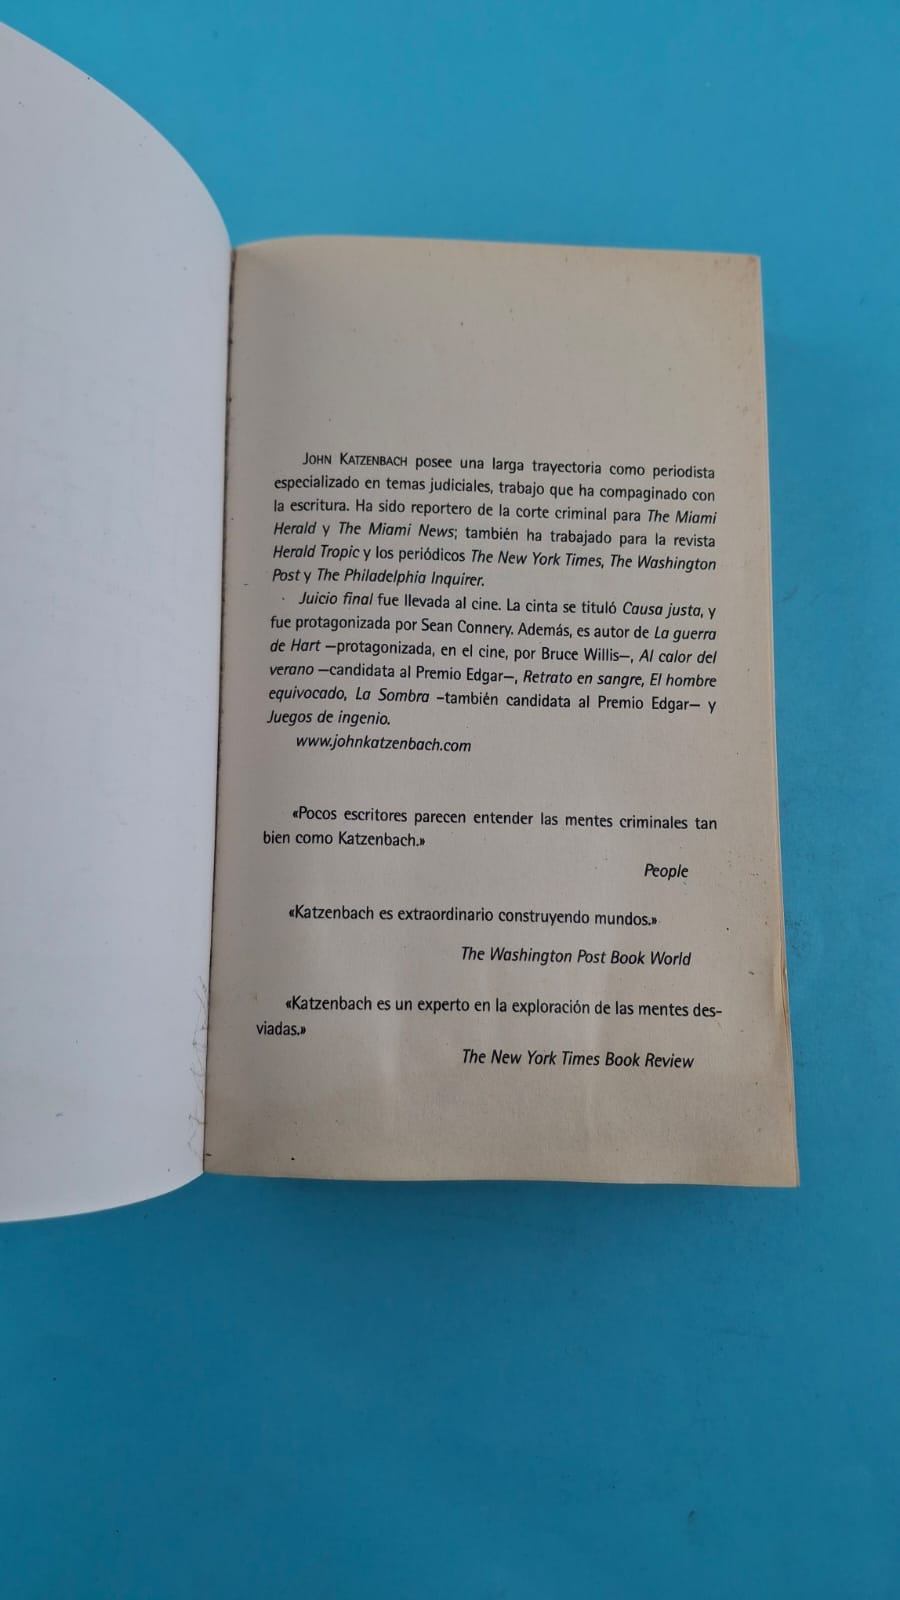 JOHN KATZENBACH posee una larga trayectoria como periodista
especializado en temas judiciales, trabajo que ha compaginado con
la escritura. Ha sido reportero de la corte criminal para The Miami
Herald y The Miami News; también ha trabajado para la revista
Herald Tropic y los periódicos The New York Times, The Washington
Post y The Philadelphia Inquirer.
Juicio final fue llevada al cine. La cinta se tituló Causa justa, y
fue protagonizada por Sean Connery. Además, es autor de La guerra
de Hart —protagonizada, en el cine, por Bruce Willis—, Al calor del
verano —candidata al Premio Edgar—, Retrato en sangre, El hombre
equivocado, La Sombra –también candidata al Premio Edgar— y
Juegos de ingenio.
www.johnkatzenbach.com
«Pocos escritores parecen entender las mentes criminales tan
bien como Katzenbach.»
People
«Katzenbach es extraordinario construyendo mundos.»
The Washington Post Book World
«Katzenbach es un experto en la exploración de las mentes des-
viadas.»
The New York Times Book Review